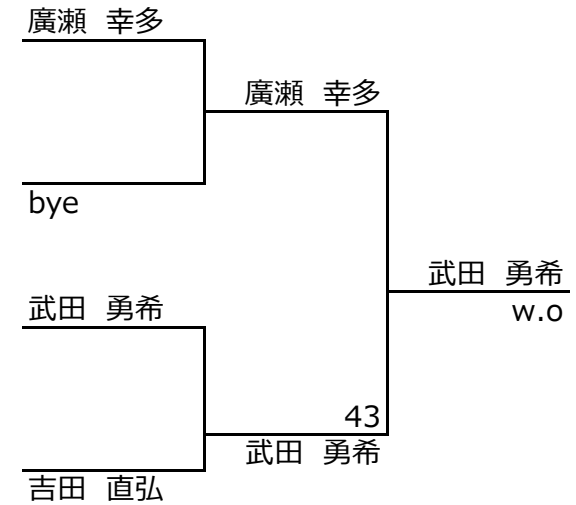 廣瀬　幸多
廣瀬　幸多
bye
武田　勇希
武田　勇希
w.o
43
武田　勇希
吉田　直弘